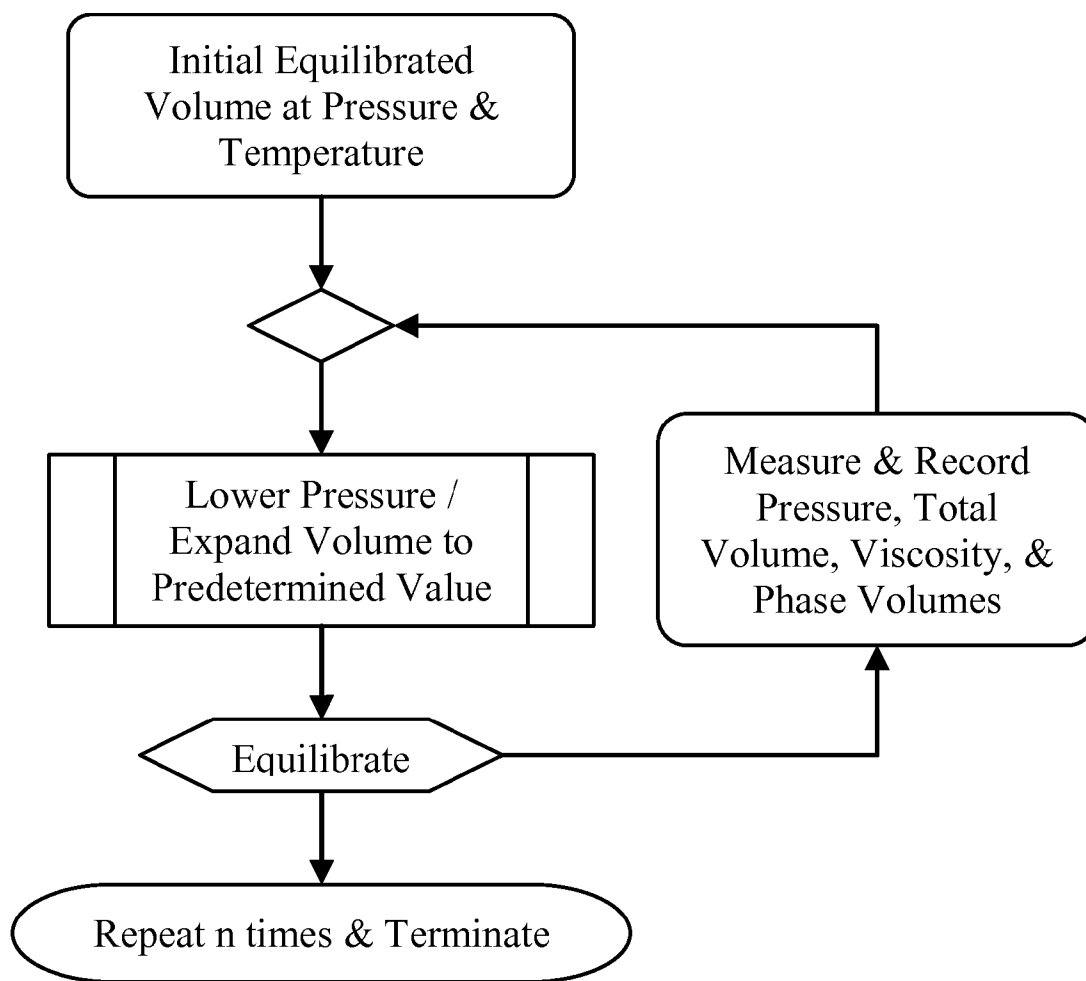 Initial Equilibrated
Volume at Pressure &
Temperature
Lower Pressure /
Expand Volume to
Predetermined Value
Measure & Record
Pressure, Total
Volume, Viscosity, &
Phase Volumes
Equilibrate
Repeat n times & Terminate